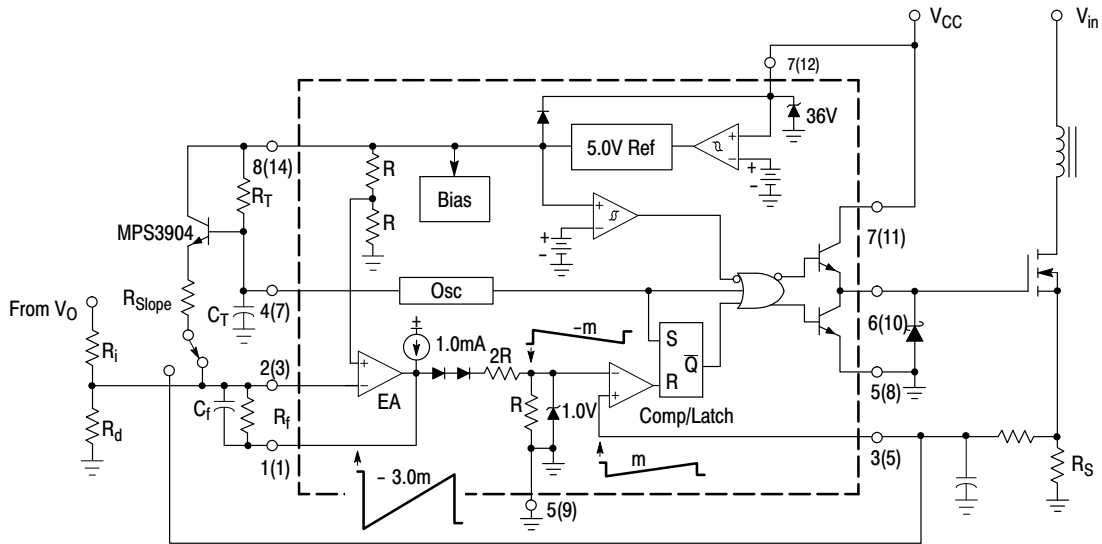 VCC
Vin
7(12)
36V
5.0V Ref
+
−
+
-
8(14)
R
RT
Bias
R
MPS3904
+
−
+
-
7(11)
RSlope
From VO
CT
4(7)
Osc
6(10)
± 
1.0mA
− m
S
Q
R
Ri
2(3)
2R
+
−
EA
+
−
5(8)
Cf
Rf
R
1.0V
Comp/Latch
Rd
1(1)
- 3.0m
m
3(5)
RS
5(9)